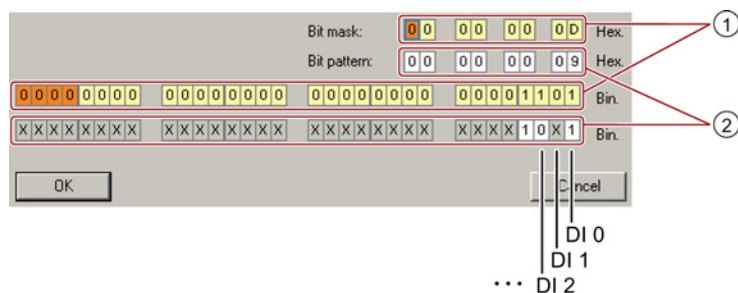 Bit mask: 0 0 0 0 0 0 0 D Hex. 1
Bit pattern: 0 0 0 0 0 0 0 9 Hex.
0 0 0 0 0 0 0 0 0 0 0 0 0 0 0 0 0 0 0 0 0 0 0 0 0 0 0 0 1 1 0 1 Bin.
X X X X X X X X X X X X X X X X X X X X X X X X X X X X 1 0 X 1 Bin. 2
OK Cancel
DI 0
DI 1
••• DI 2